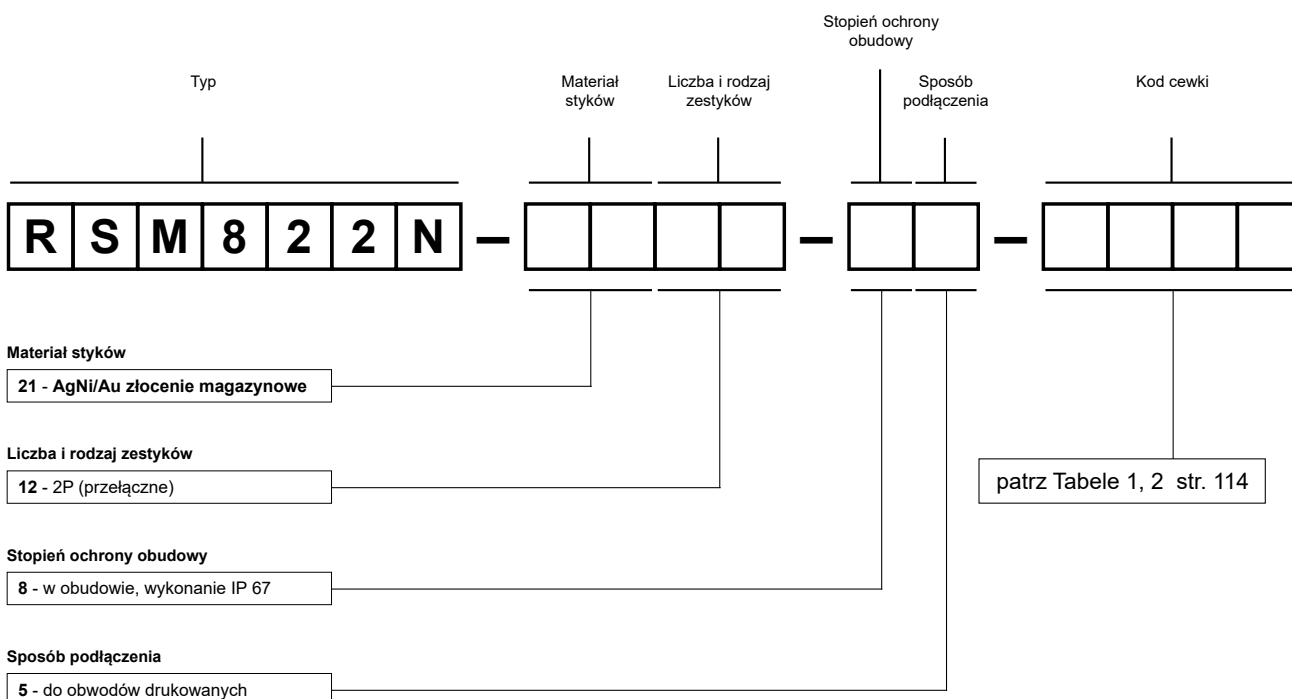 Stopień ochrony
obudowy
Typ
Materiał
styków
Liczba i rodzaj
zestyków
Sposób
podłączenia
Kod cewki
R S M 8 2 2 N – –  –
Materiał styków
21 - AgNi/Au złocenie magazynowe
Liczba i rodzaj zestyków
12 - 2P (przełączne)
patrz Tabele 1, 2 str. 114
Stopień ochrony obudowy
8 - w obudowie, wykonanie IP 67
Sposób podłączenia
5 - do obwodów drukowanych